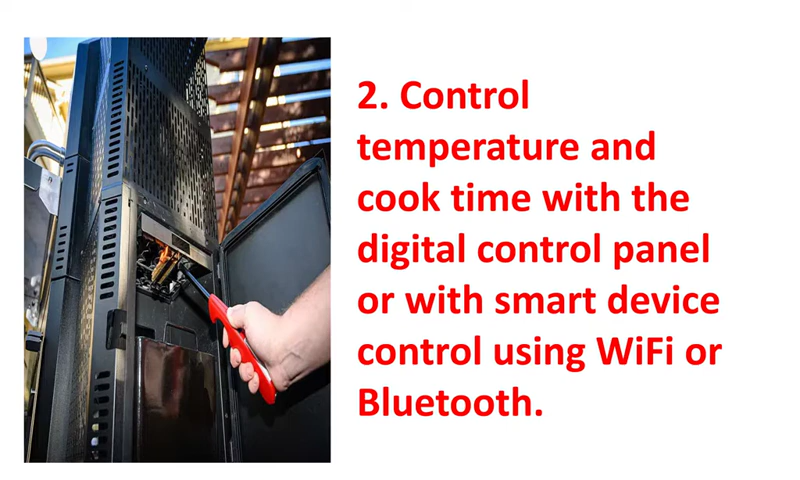 2. Control
temperature and
cook time with the
digital control panel
or with smart device
control using WiFi or
Bluetooth.